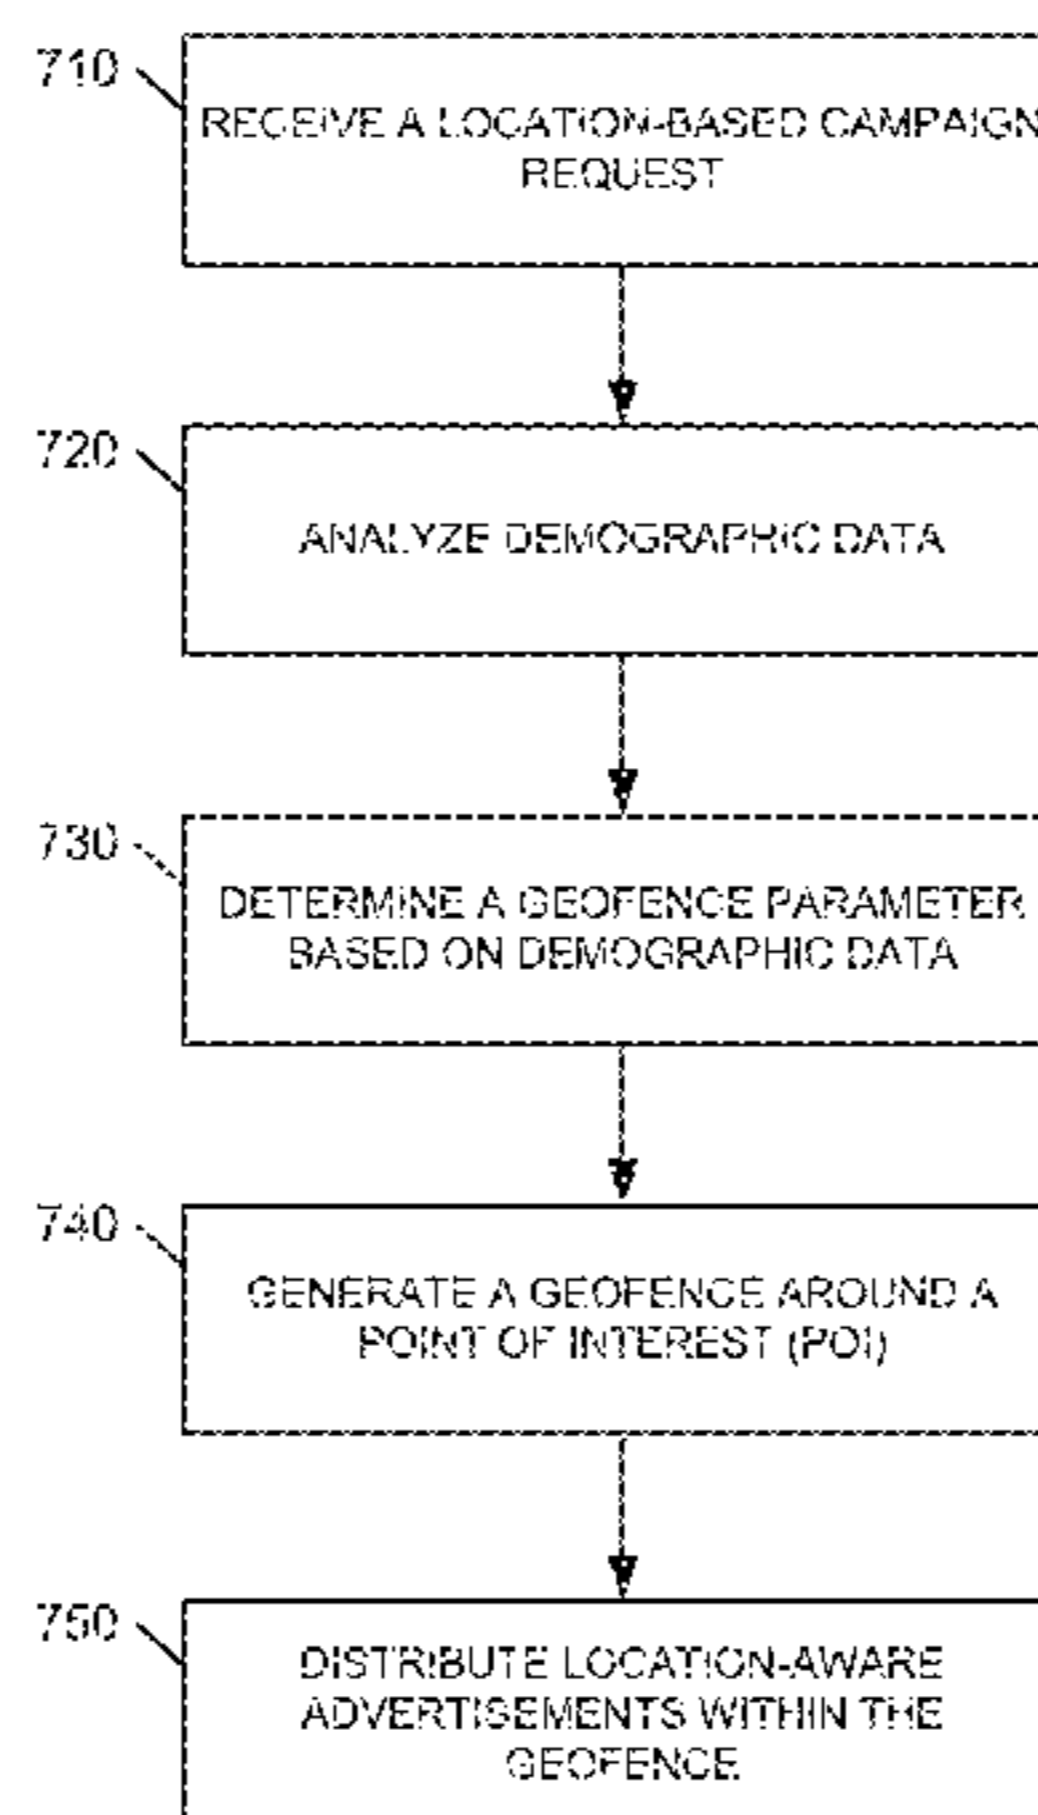 710
RECEIVE A LOCATION-BASED CAMPAIGN
REQUEST
720
ANALYZE DEMOGRAPHIC DATA
730
DETERMINE A GEOFENCE PARAMETER
BASED ON DEMOGRAPHIC DATA
740
GENERATE A GEOFENCE AROUND A
POINT OF INTEREST (POI)
750
DISTRIBUTE LOCATION-AWARE
ADVERTISEMENTS WITHIN THE
GEOFENCE